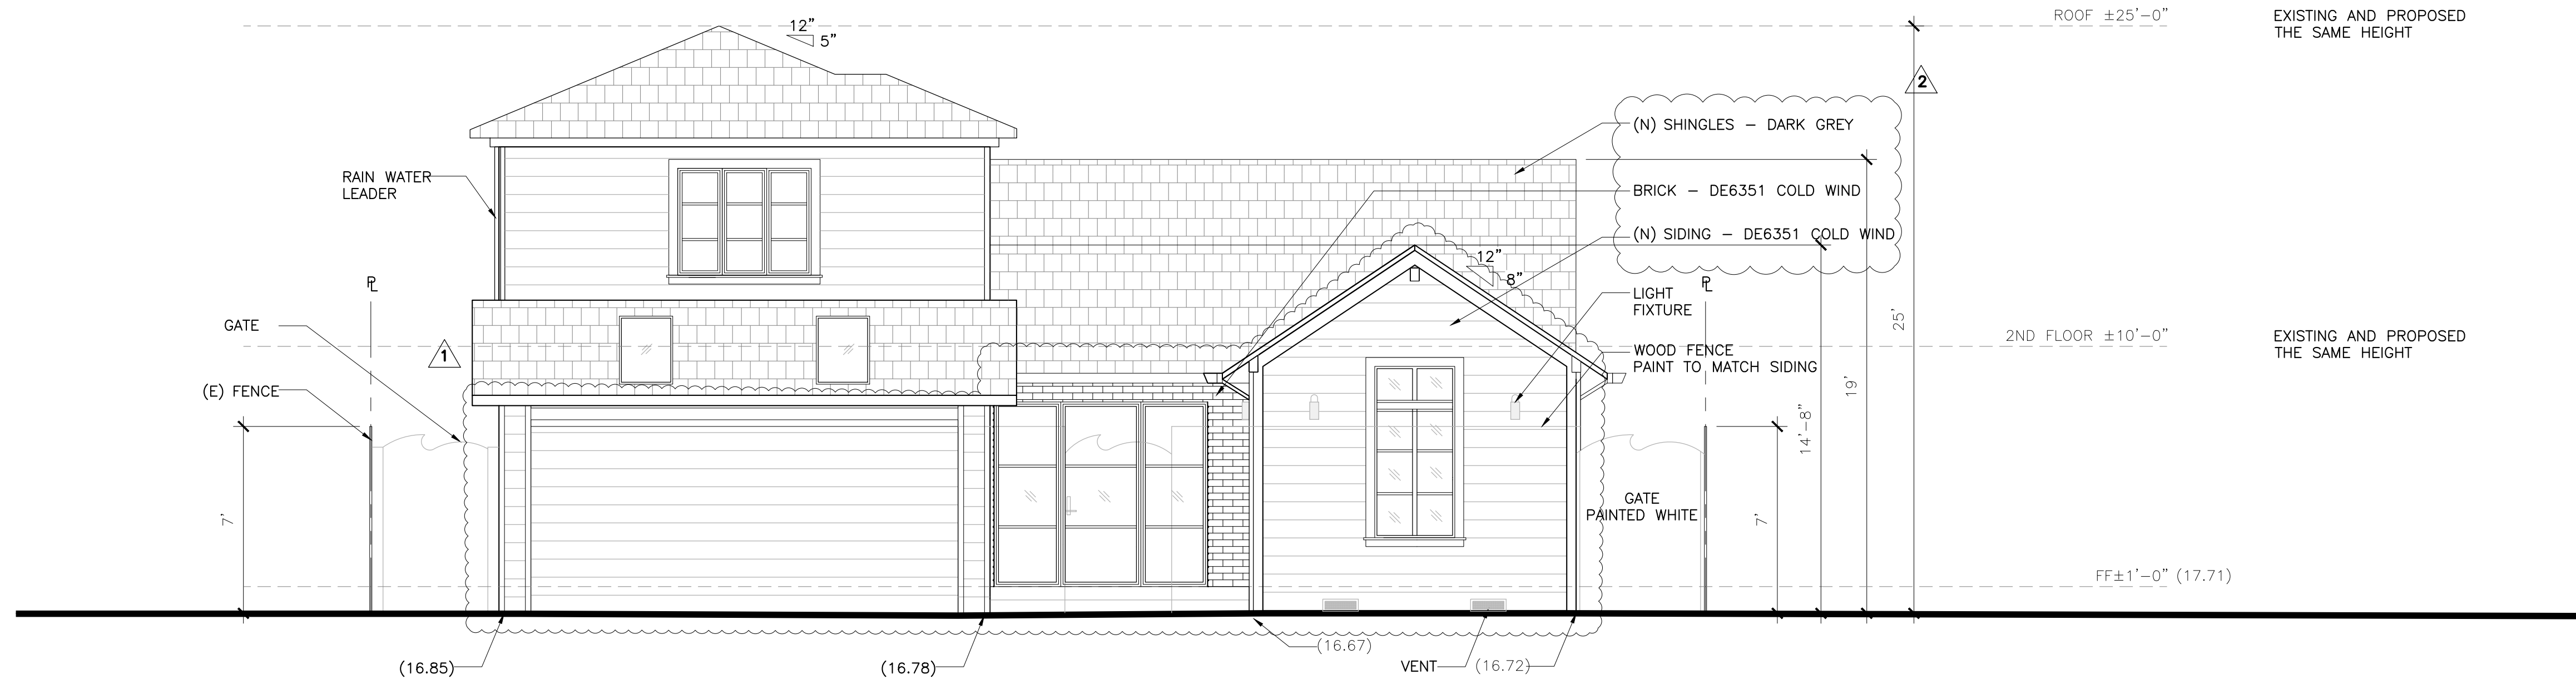 12"
5"
ROOF ±25'-0"
EXISTING AND PROPOSED
THE SAME HEIGHT
2
(N) SHINGLES - DARK GREY
RAIN WATER
LEADER
BRICK - DE6351 COLD WIND
(N) SIDING - DE6351 COLD WIND
12"
8"
PL
PL
LIGHT
FIXTURE
GATE
25'
2ND FLOOR ±10'-0"
EXISTING AND PROPOSED
THE SAME HEIGHT
1
WOOD FENCE
PAINT TO MATCH SIDING
(E) FENCE
19'
14'-8"
GATE
PAINTED WHITE
7'
7'
FF±1'-0" (17.71)
(16.85)
(16.78)
(16.67)
VENT
(16.72)